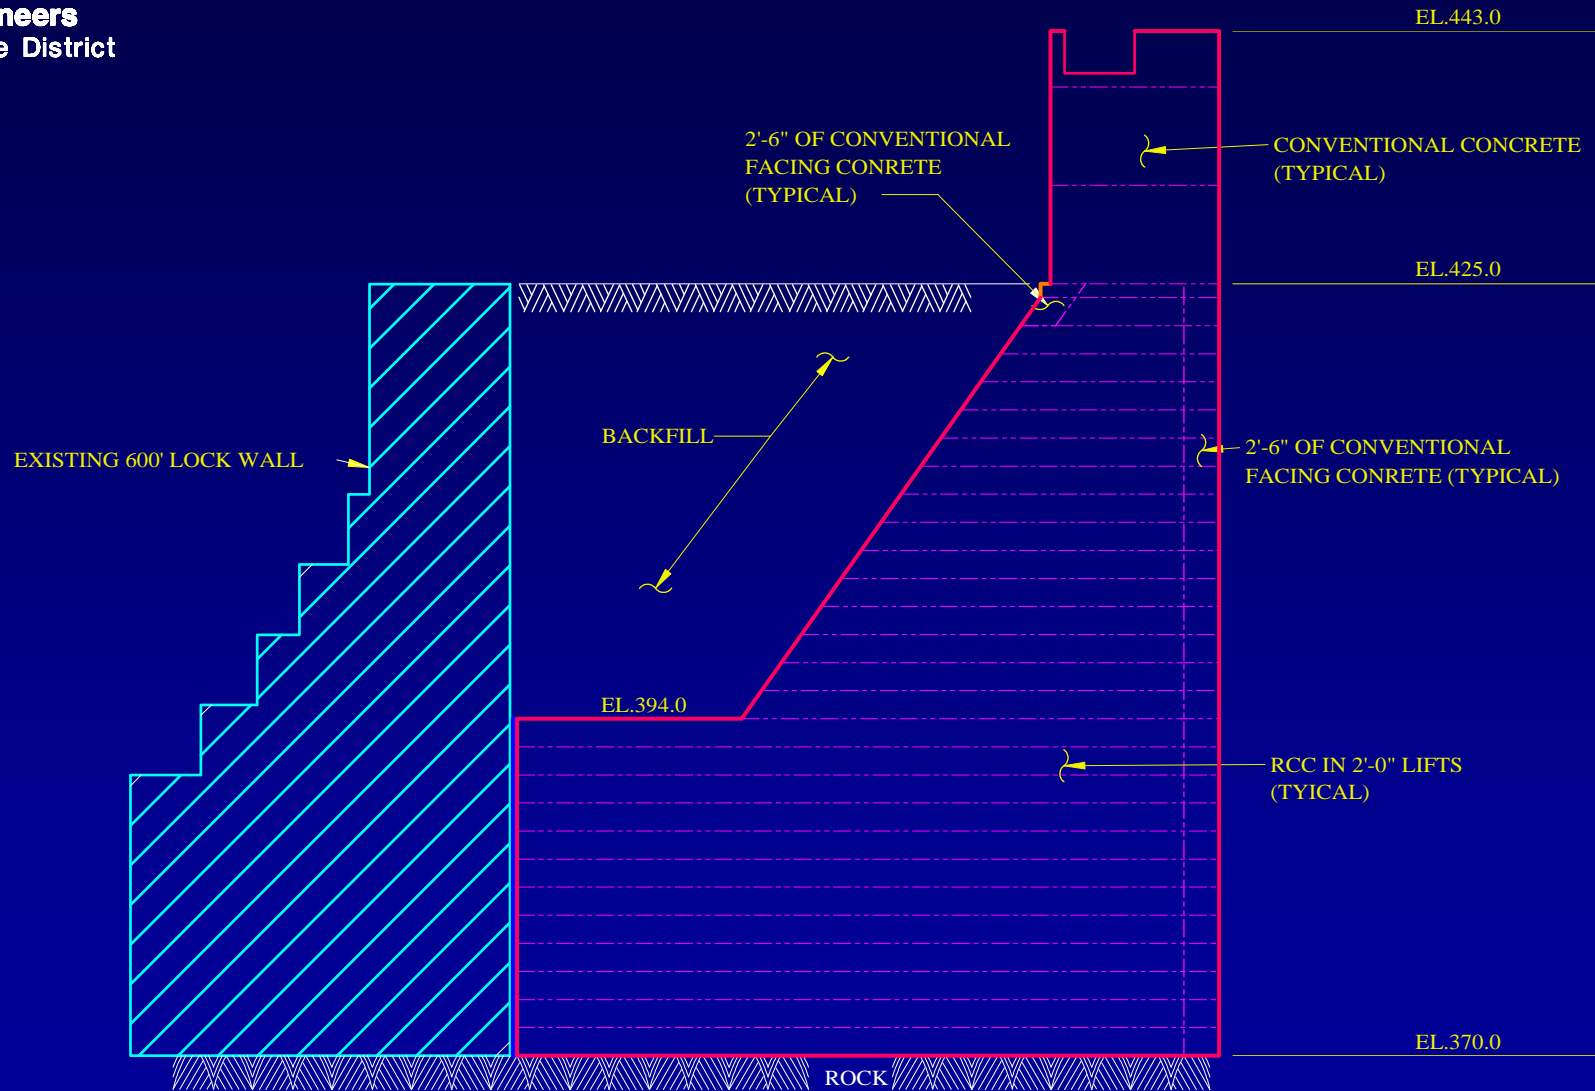 neers
e District
EL.443.0
2'-6" OF CONVENTIONAL
FACING CONRETE
(TYPICAL)
CONVENTIONAL CONCRETE
(TYPICAL)
EL.425.0
BACKFILL
EXISTING 600' LOCK WALL
2'-6" OF CONVENTIONAL
FACING CONRETE (TYPICAL)
EL.394.0
RCC IN 2'-0" LIFTS
(TYICAL)
EL.370.0
ROCK